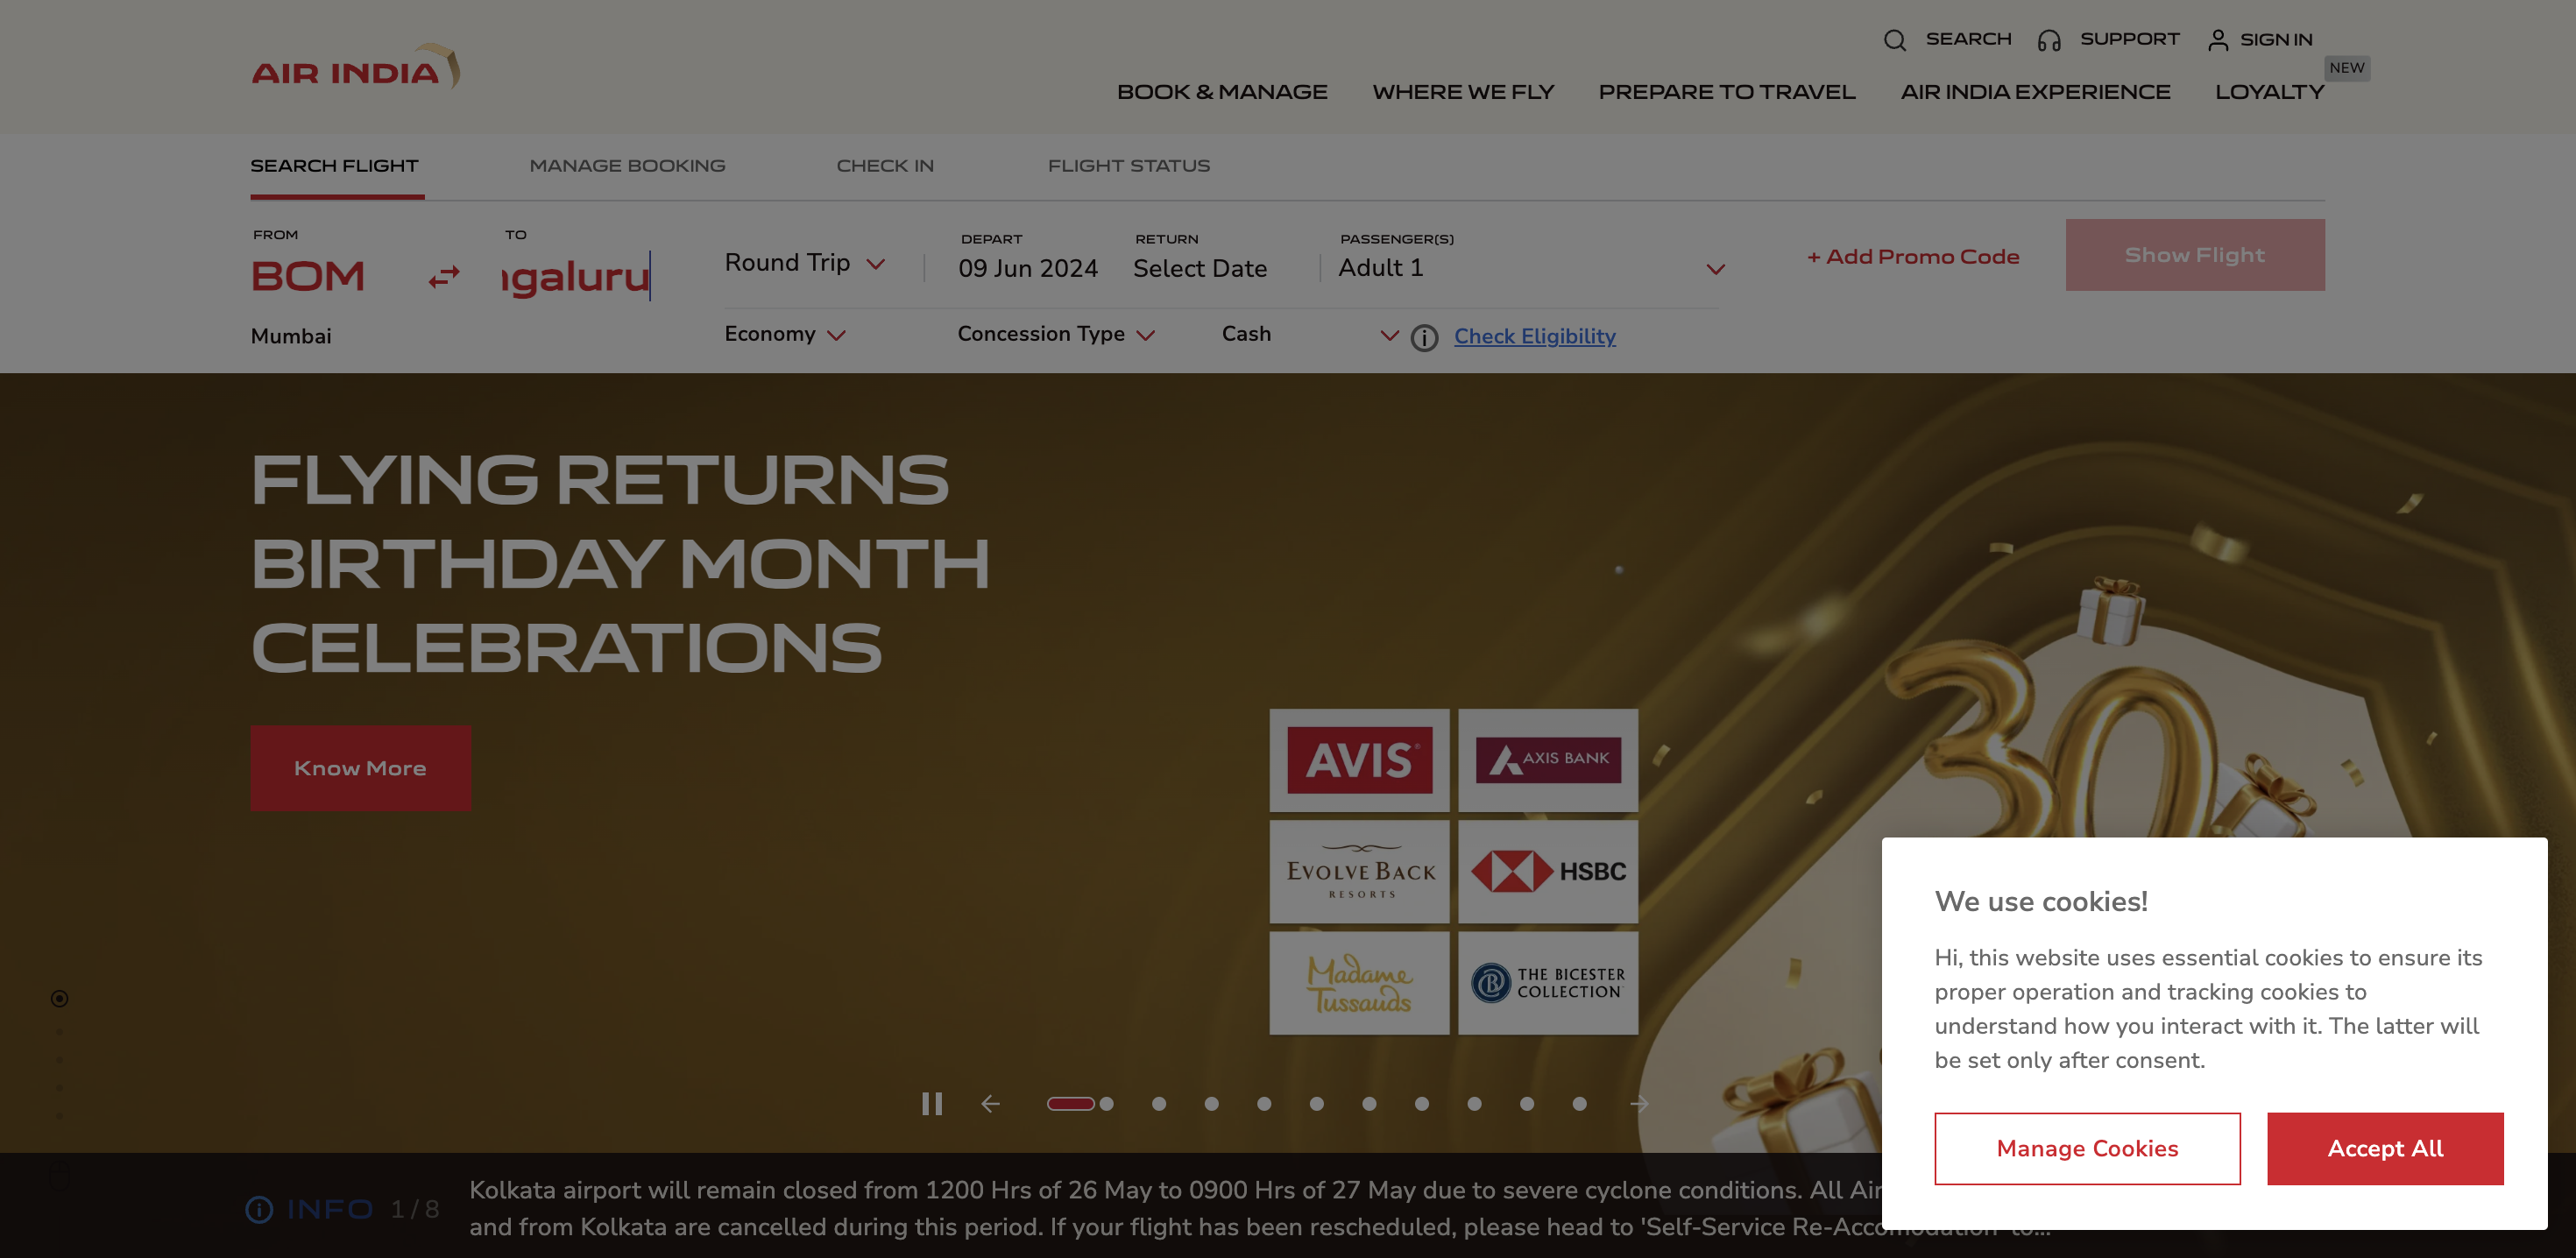 AIR INDIA
SEARCH SUPPORT SIGN IN
NEW
BOOK & MANAGE WHERE WE FLY PREPARE TO TRAVEL AIR INDIA EXPERIENCE LOYALTY
SEARCH FLIGHT MANAGE BOOKING CHECK IN FLIGHT STATUS
FROM TO DEPART RETURN PASSENGER(S)
BOM ngaluru Round Trip 09 Jun 2024 Select Date Adult 1 + Add Promo Code Show Flight
Mumbai Economy Concession Type Cash Check Eligibility
FLYING RETURNS
BIRTHDAY MONTH
CELEBRATIONS
Know More
30
AVIS AXIS BANK
EVOLVE BACK
RESORTS
HSBC
Madame
Tussauds
THE BICESTER
COLLECTION
We use cookies!
Hi, this website uses essential cookies to ensure its
proper operation and tracking cookies to
understand how you interact with it. The latter will
be set only after consent.
Manage Cookies Accept All
INFO 1 / 8
Kolkata airport will remain closed from 1200 Hrs of 26 May to 0900 Hrs of 27 May due to severe cyclone conditions. All Air
and from Kolkata are cancelled during this period. If your flight has been rescheduled, please head to 'Self-Service Re-Accomodation' to...